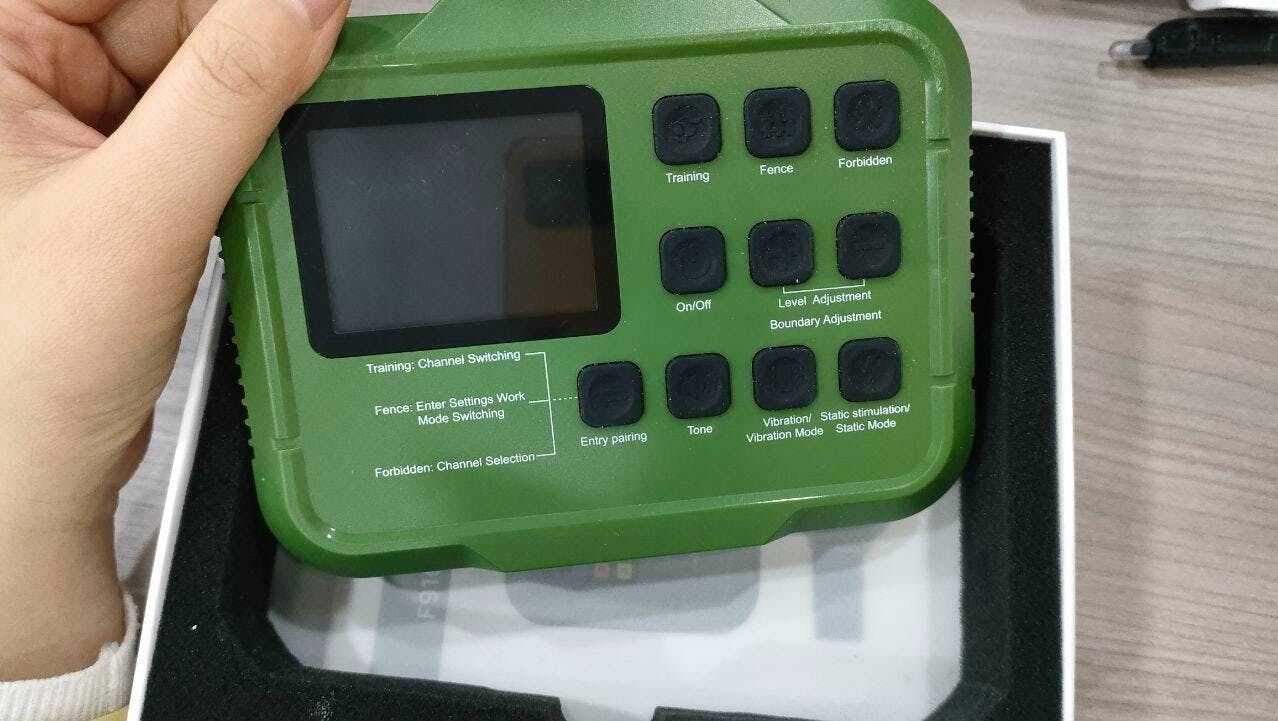 Training
Fence
Forbidden
On/Off
Level Adjustment
Boundary Adjustment
Training: Channel Switching
Fence: Enter Settings Work
Mode Switching
Forbidden: Channel Selection
Entry pairing
Tone
Vibration/
Vibration Mode
Static stimulation/
Static Mode